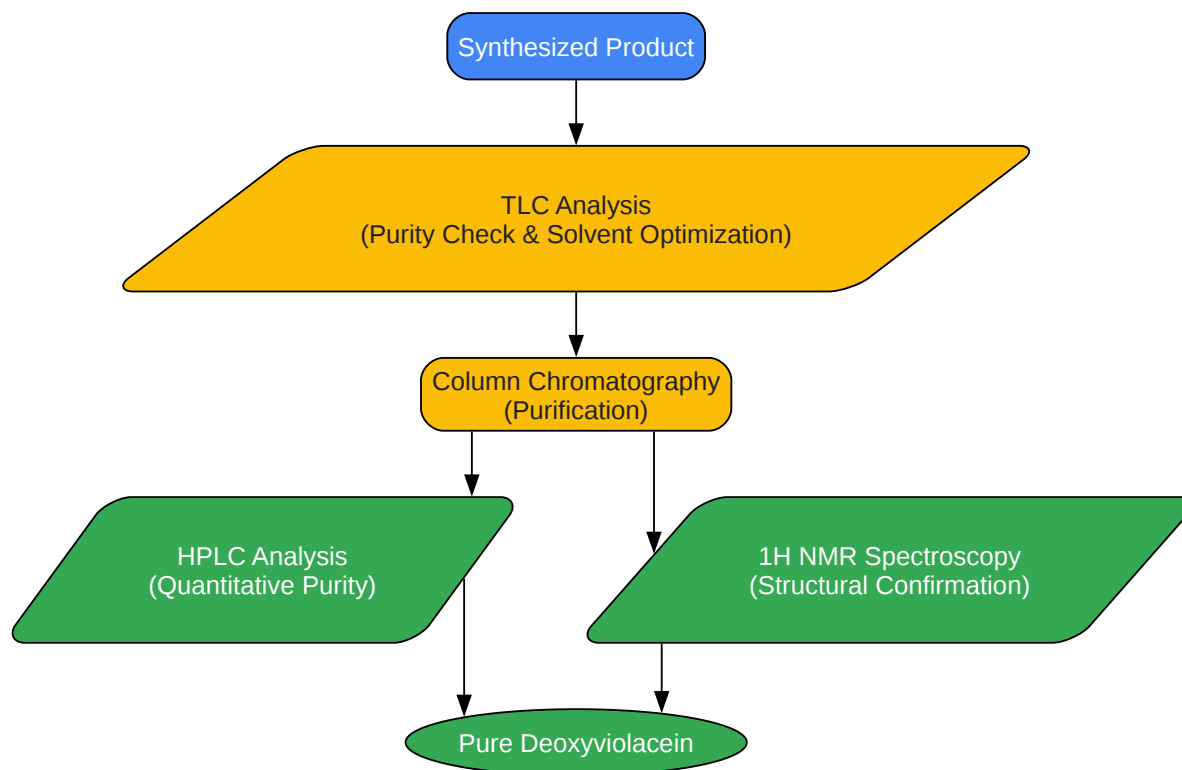 Synthesized Product
TLC Analysis
(Purity Check & Solvent Optimization)
Column Chromatography
(Purification)
HPLC Analysis
(Quantitative Purity)
1H NMR Spectroscopy
(Structural Confirmation)
Pure Deoxyviolacein